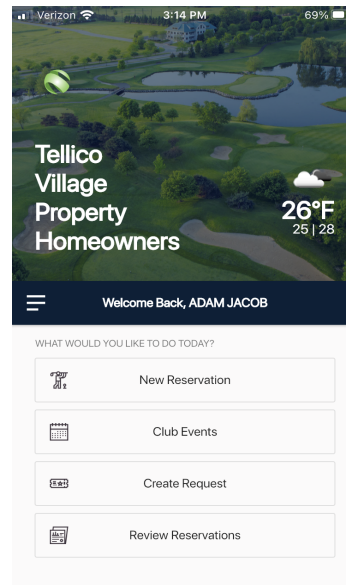 Verizon 3:14 PM 69%
Tellico
Village
Property
Homeowners
26°F
25 | 28
Welcome Back, ADAM JACOB
WHAT WOULD YOU LIKE TO DO TODAY?
New Reservation
Club Events
Create Request
Review Reservations